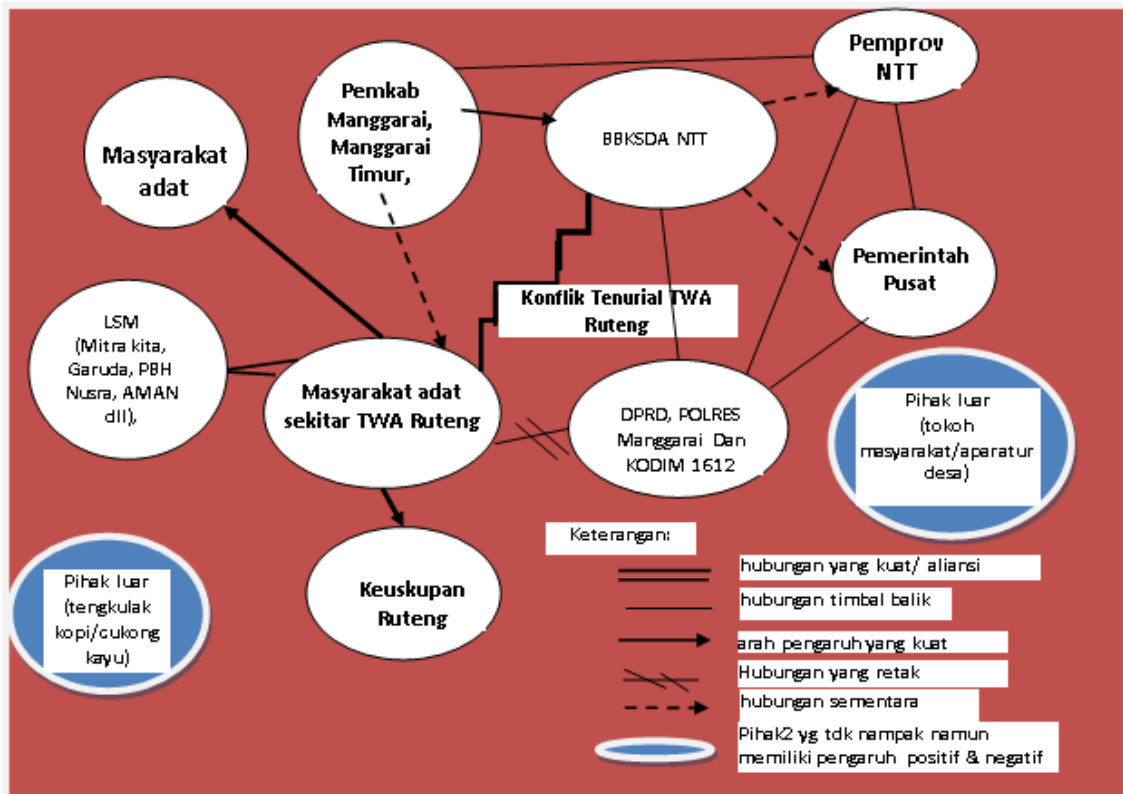 Pemprov
NTT
Pemkab
Manggarai,
Manggarai
Timur,
BBKSDA NTT
Masyarakat
adat
Pemerintah
Pusat
Konflik Tenurial TWA
Ruteng
LSM
(Mitra kita,
Garuda, PBH
Nusra, AMAN
dll),
Masyarakat adat
sekitar TWA Ruteng
DPRD, POLRES
Manggarai Dan
KODIM 1612
Pihak luar
(tokoh
masyarakat/aparatur
desa)
Keuskupan
Ruteng
Pihak luar
(tengkulak
kopi/cukong
kayu)
Keterangan:
hubungan yang kuat/ aliansi
hubungan timbal balik
arah pengaruh yang kuat
Hubungan yang retak
hubungan sementara
Pihak2 yg tdk nampak namun
memiliki pengaruh positif & negatif